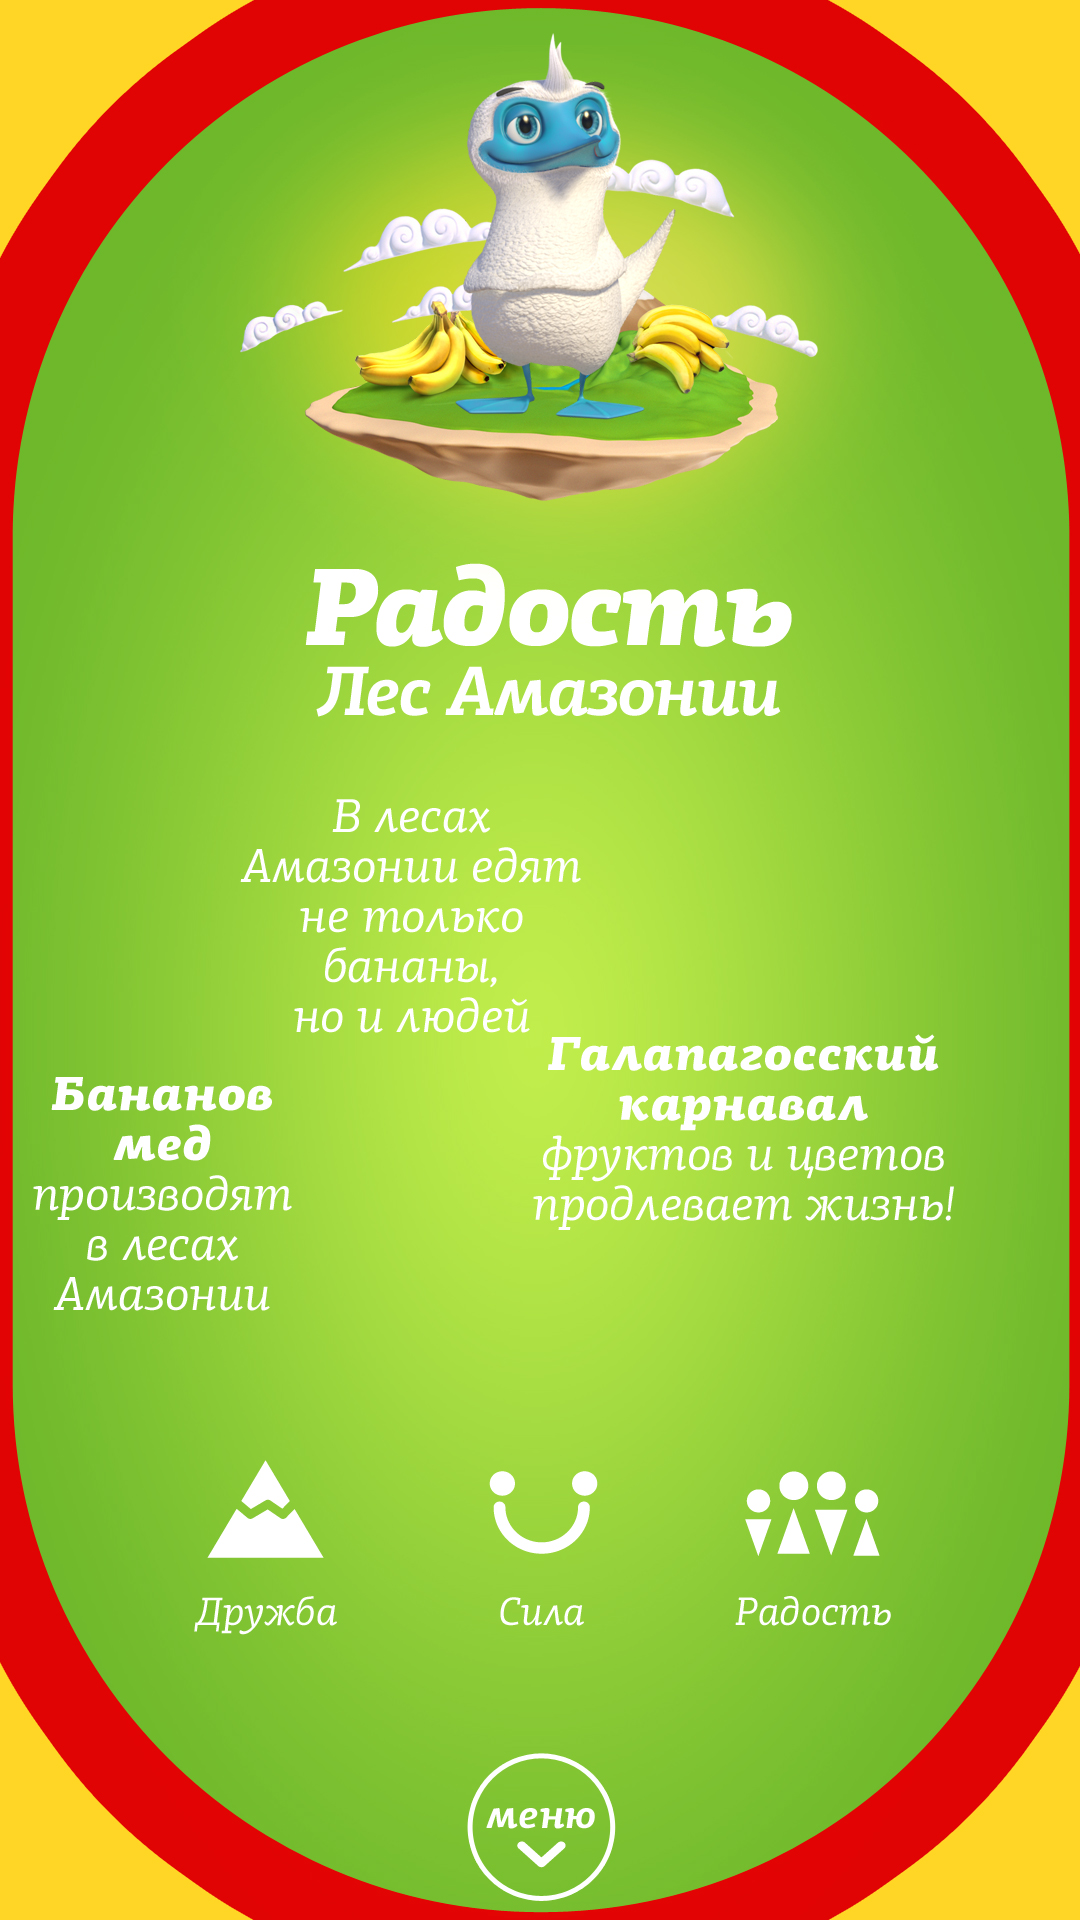 Радость
Лес Амазонии
В лесах
Амазонии едят
не только
бананы,
но и людей
Галапагосский
карнавал
фруктов и цветов
продлевает жизнь!
Бананов
мед
производят
в лесах
Амазонии
Дружба
Сила
Радость
меню